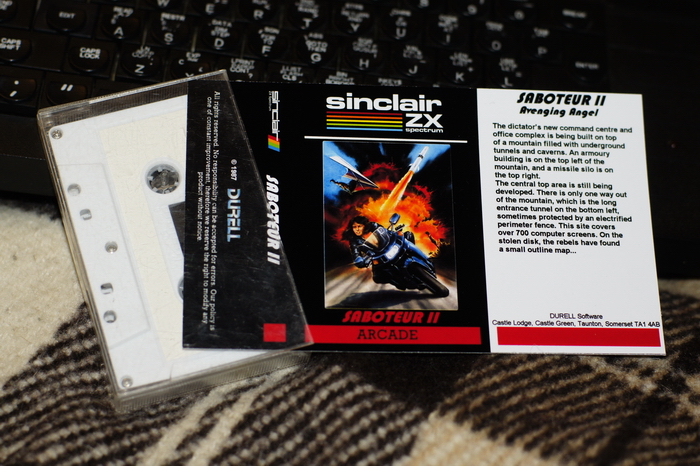 EXIT
CAPS
LOCK
CAPS
SHIFT
A
S
D
F
G
H
J
K
L
Z
All rights reserved. No responsibility can be accepted for errors. Our policy is
one of constant improvement, therefore we reserve the right to modify any
product without notice.
© 1987 DURELL
sinclair
SABOTEUR II
sinclair
ZX
spectrum
SABOTEUR II
ARCADE
SABOTEUR II
Avenging Angel
The dictator's new command centre and
office complex is being built on top
of a mountain filled with underground
tunnels and caverns. An armoury
building is on the top left of the
mountain, and a missile silo is on
the top right.
The central top area is still being
developed. There is only one way out
of the mountain, which is the long
entrance tunnel on the bottom left,
sometimes protected by an electrified
perimeter fence. This site covers
over 700 computer screens. On the
stolen disk, the rebels have found
a small outline map...
DURELL Software
Castle Lodge, Castle Green, Taunton, Somerset TA1 4AB